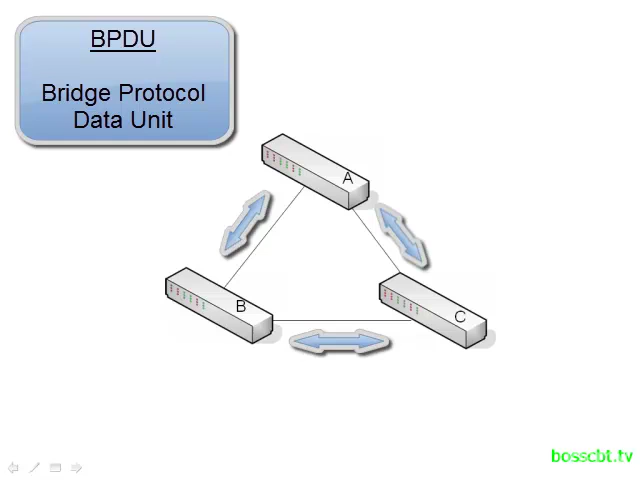 BPDU
Bridge Protocol
Data Unit
A
B
C
bosscbt.tv